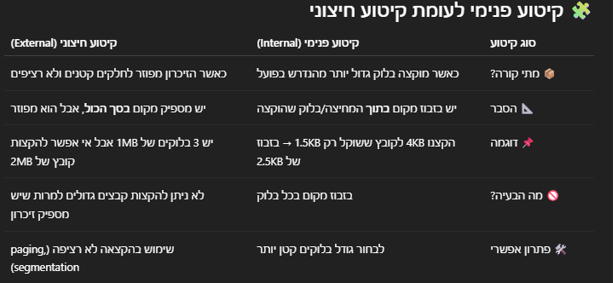 🧩 קיטוע פנימי לעומת קיטוע חיצוני
סוג קיטוע קיטוע פנימי (Internal) קיטוע חיצוני (External)
📦 מתי קורה? כאשר מוקצה בלוק גדול יותר מהנדרש בפועל כאשר הזיכרון מפוזר לחלקים קטנים ולא רציפים
📐 הסבר יש בזבוז מקום בתוך המחיצה/בלוק שהוקצה יש מספיק מקום בסך הכול, אבל הוא מפוזר
📌 דוגמה הקצנו 4KB לקובץ ששוקל רק 1.5KB → בזבוז יש 3 בלוקים של 1MB אבל אי אפשר להקצות
של 2.5KB קובץ של 2MB
🚫 מה הבעיה? בזבוז מקום בכל בלוק לא ניתן להקצות קבצים גדולים למרות שיש
מספיק זיכרון
🛠️ פתרון אפשרי לבחור גודל בלוקים קטן יותר שימוש בהקצאה לא רציפה (paging,
segmentation)